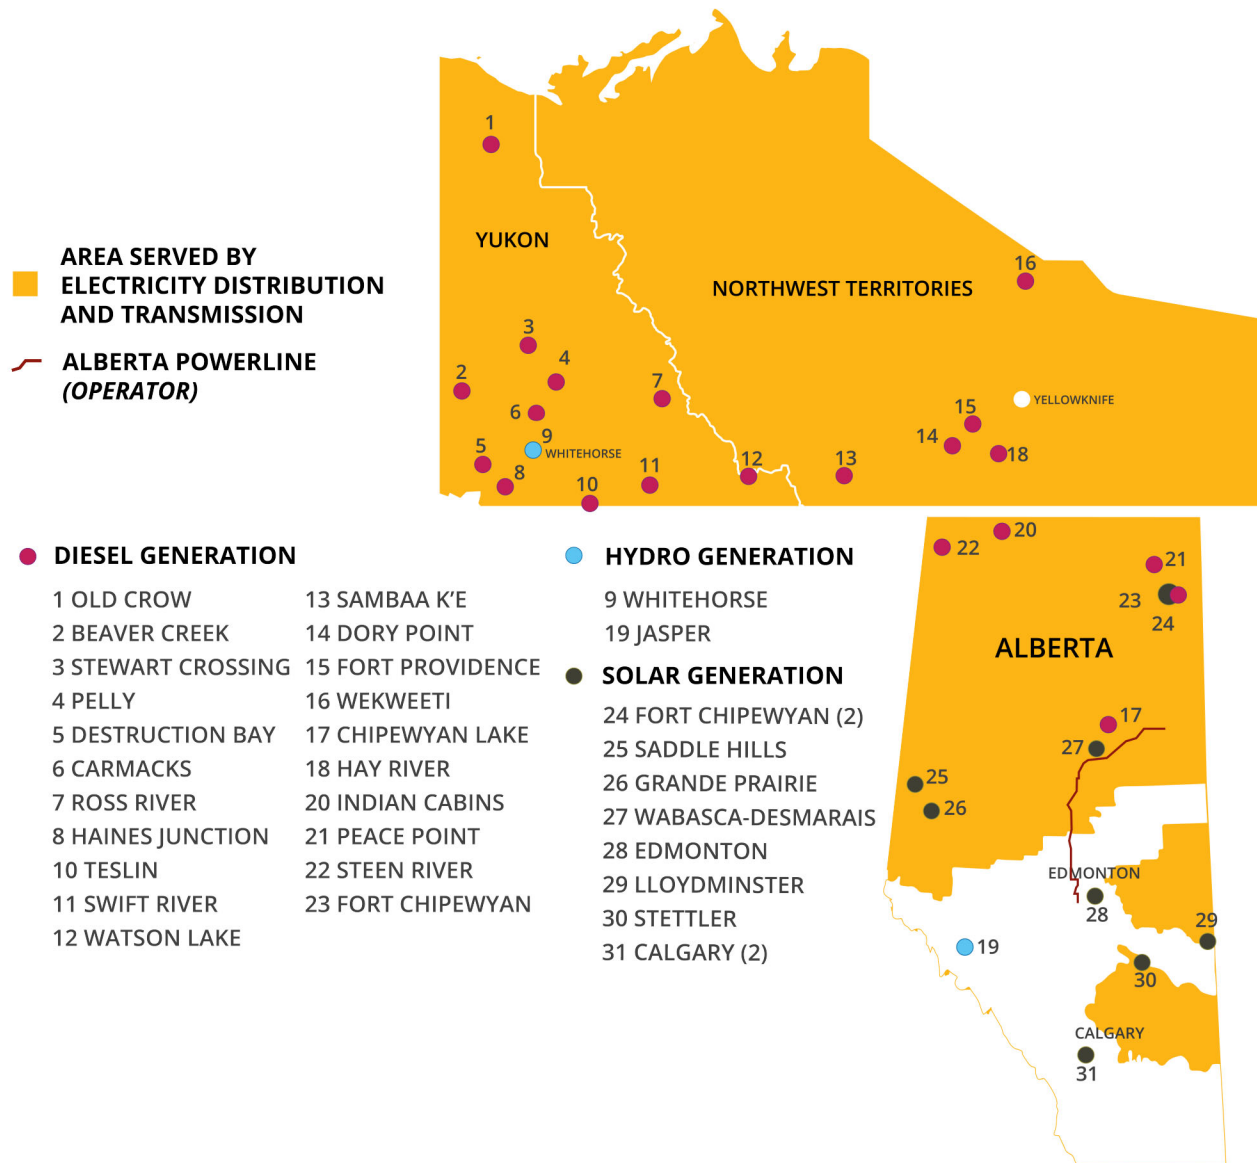 1
YUKON
NORTHWEST TERRITORIES
16
3
4
2
7
6
YELLOWKNIFE
15
14
18
9
WHITEHORSE
5
8
10
11
12
13
AREA SERVED BY
ELECTRICITY DISTRIBUTION
AND TRANSMISSION
ALBERTA POWERLINE
(OPERATOR)
DIESEL GENERATION
1 OLD CROW
2 BEAVER CREEK
3 STEWART CROSSING
4 PELLY
5 DESTRUCTION BAY
6 CARMACKS
7 ROSS RIVER
8 HAINES JUNCTION
10 TESLIN
11 SWIFT RIVER
12 WATSON LAKE
13 SAMBAA K'E
14 DORY POINT
15 FORT PROVIDENCE
16 WEKWEETI
17 CHIPEWYAN LAKE
18 HAY RIVER
20 INDIAN CABINS
21 PEACE POINT
22 STEEN RIVER
23 FORT CHIPEWYAN
HYDRO GENERATION
9 WHITEHORSE
19 JASPER
SOLAR GENERATION
24 FORT CHIPEWYAN (2)
25 SADDLE HILLS
26 GRANDE PRAIRIE
27 WABASCA-DESMARAIS
28 EDMONTON
29 LLOYDMINSTER
30 STETTLER
31 CALGARY (2)
20
22
21
23
24
ALBERTA
17
27
25
26
EDMONTON
28
29
19
30
CALGARY
31